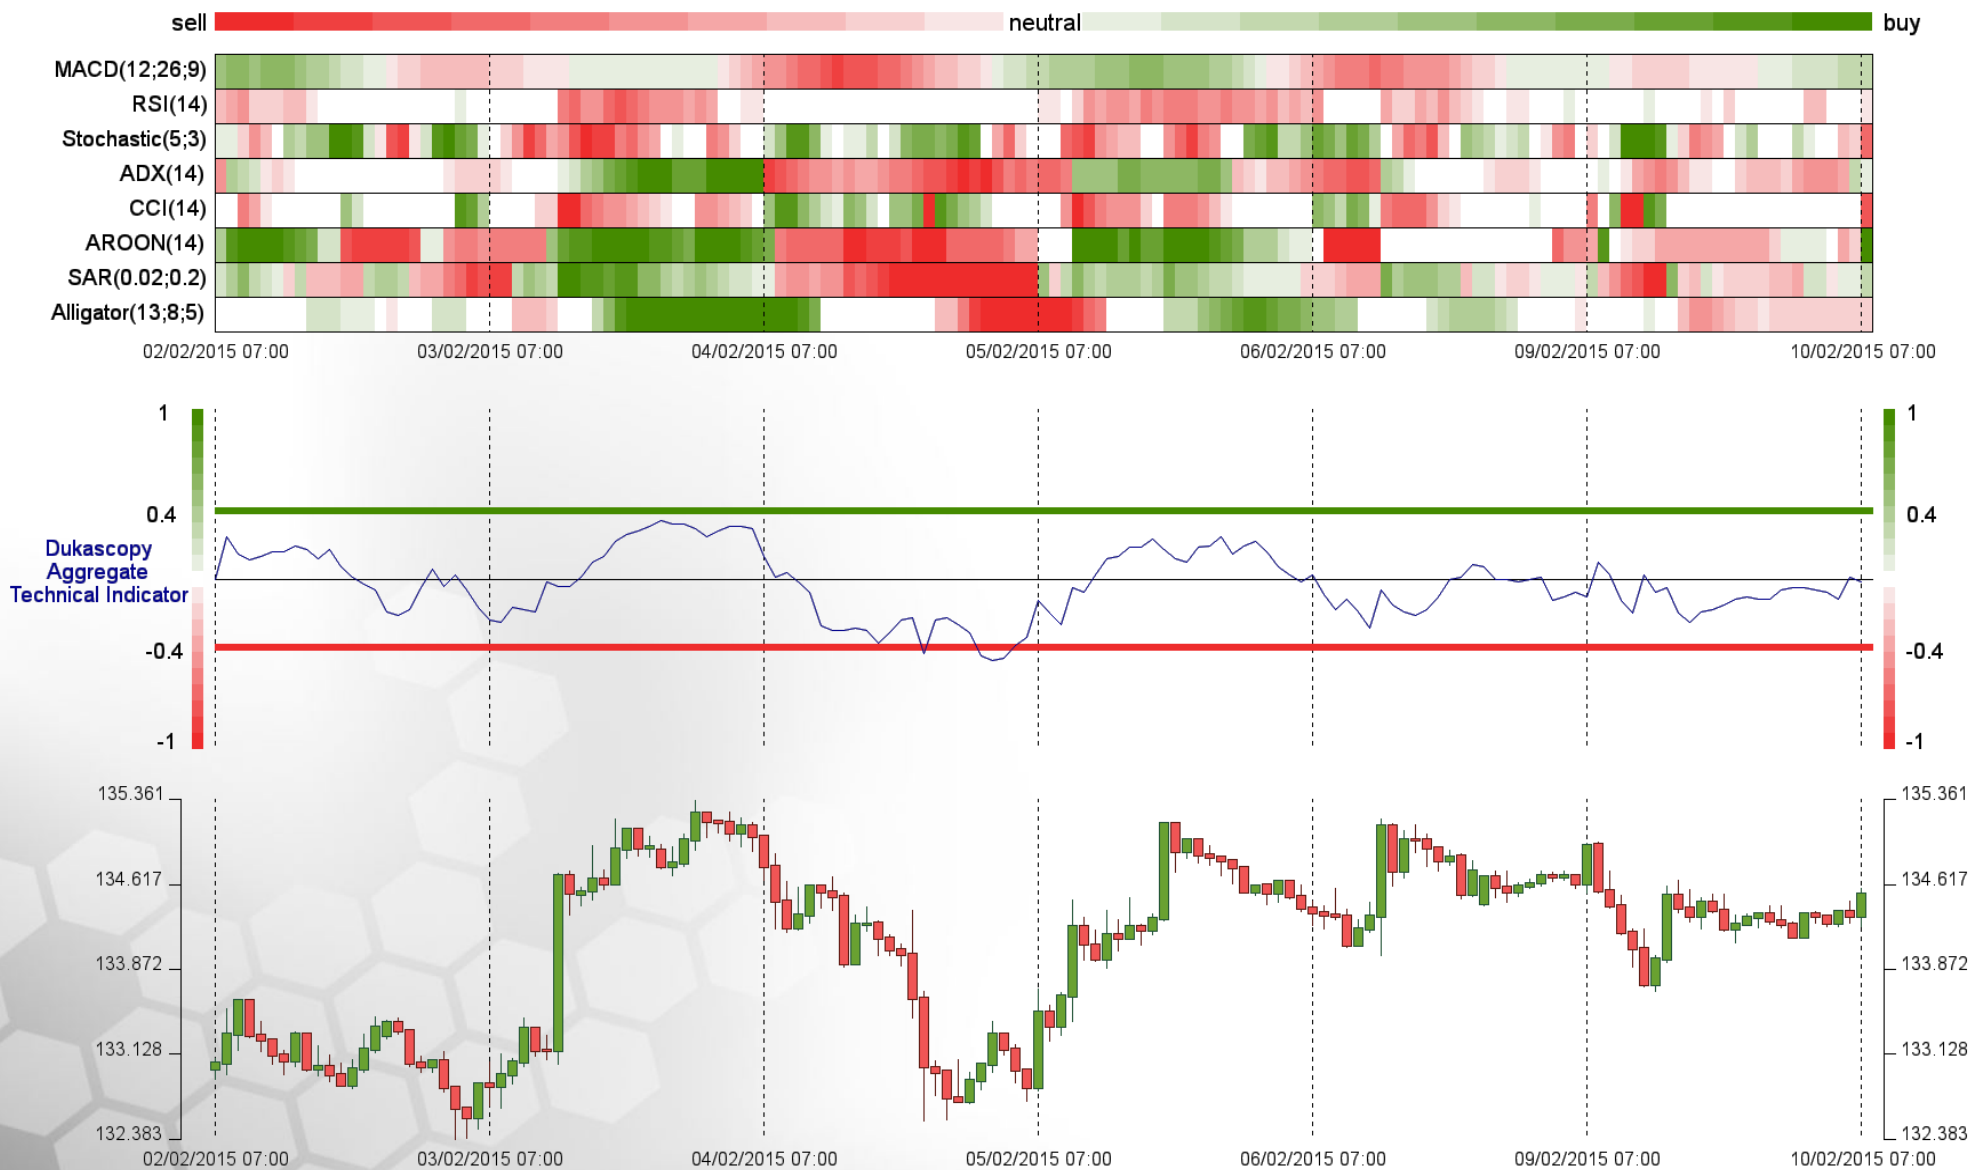 sell neutral buy
MACD(12;26;9)
RSI(14)
Stochastic(5;3)
ADX(14)
CCI(14)
AROON(14)
SAR(0.02;0.2)
Alligator(13;8;5)
02/02/2015 07:00 03/02/2015 07:00 04/02/2015 07:00 05/02/2015 07:00 06/02/2015 07:00 09/02/2015 07:00 10/02/2015 07:00
1 1
0.4 0.4
Dukascopy
Aggregate
Technical Indicator
-0.4 -0.4
-1 -1
135.361 135.361
134.617 134.617
133.872 133.872
133.128 133.128
132.383 132.383
02/02/2015 07:00 03/02/2015 07:00 04/02/2015 07:00 05/02/2015 07:00 06/02/2015 07:00 09/02/2015 07:00 10/02/2015 07:00